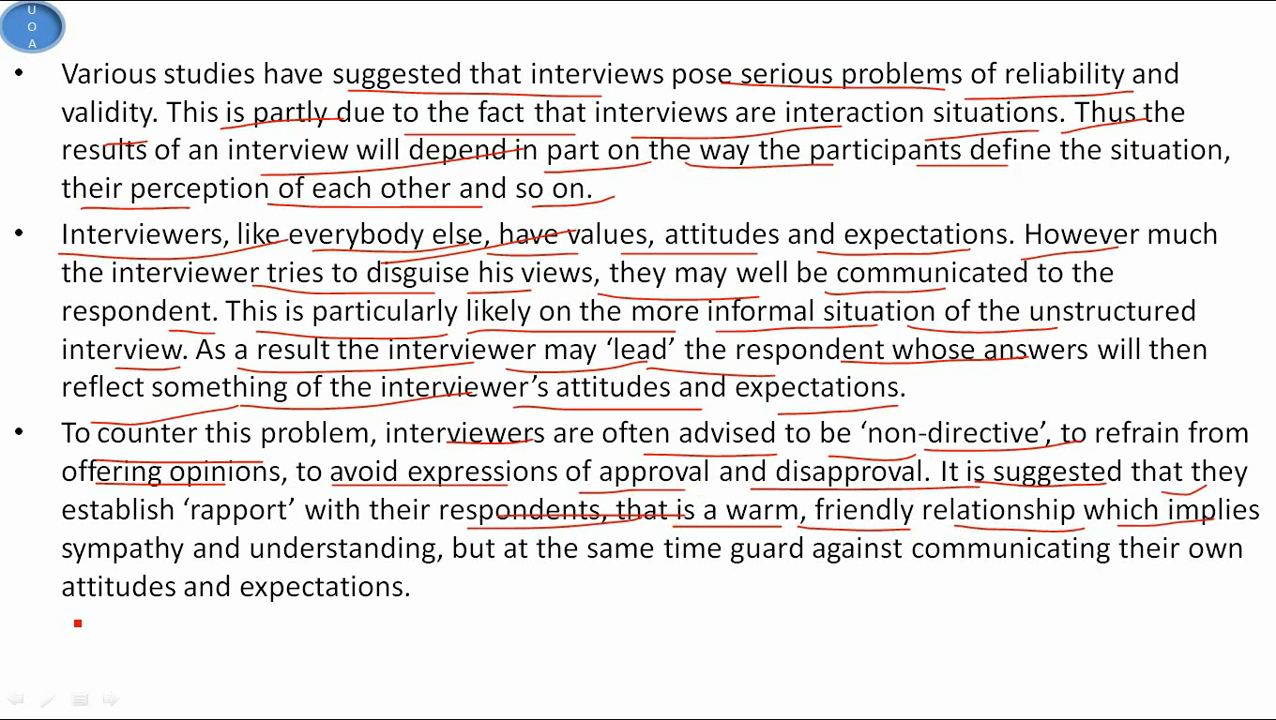 U
O
A
• Various studies have suggested that interviews pose serious problems of reliability and
validity. This is partly due to the fact that interviews are interaction situations. Thus the
results of an interview will depend in part on the way the participants define the situation,
their perception of each other and so on.
• Interviewers, like everybody else, have values, attitudes and expectations. However much
the interviewer tries to disguise his views, they may well be communicated to the
respondent. This is particularly likely on the more informal situation of the unstructured
interview. As a result the interviewer may ‘lead’ the respondent whose answers will then
reflect something of the interviewer’s attitudes and expectations.
• To counter this problem, interviewers are often advised to be ‘non-directive’, to refrain from
offering opinions, to avoid expressions of approval and disapproval. It is suggested that they
establish ‘rapport’ with their respondents, that is a warm, friendly relationship which implies
sympathy and understanding, but at the same time guard against communicating their own
attitudes and expectations.